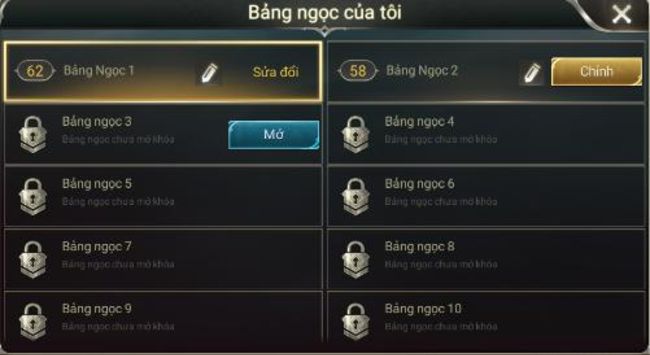 Bảng ngọc của tôi
62 Bảng Ngọc 1 Sửa đổi
58 Bảng Ngọc 2 Chỉnh
Bảng ngọc 3
Bảng ngọc chưa mở khóa
Mở
Bảng ngọc 4
Bảng ngọc chưa mở khóa
Bảng ngọc 5
Bảng ngọc chưa mở khóa
Bảng ngọc 6
Bảng ngọc chưa mở khóa
Bảng ngọc 7
Bảng ngọc chưa mở khóa
Bảng ngọc 8
Bảng ngọc chưa mở khóa
Bảng ngọc 9
Bảng ngọc chưa mở khóa
Bảng ngọc 10
Bảng ngọc chưa mở khóa